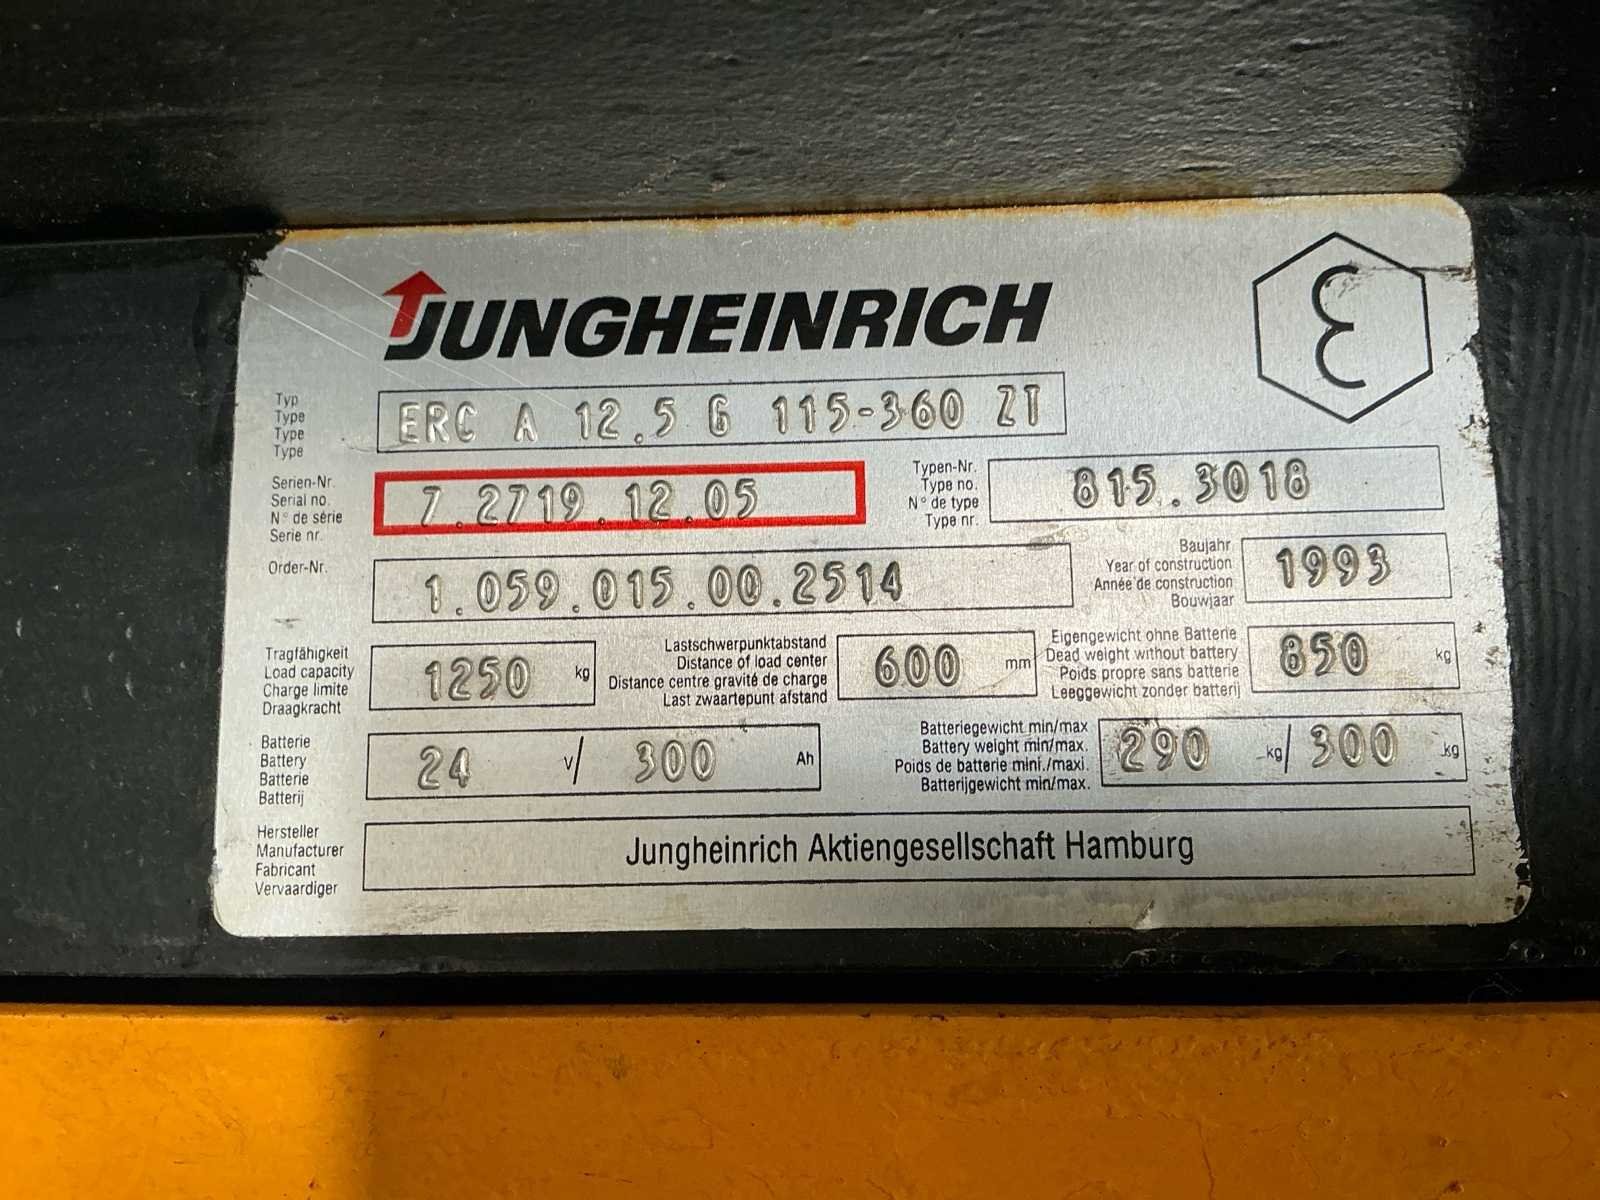 JUNGHEINRICH
Typ
Type
Type
Type
ERC A 12.5 G 115-360 ZT
Serien-Nr.
Serial no.
N° de série
Serie nr.
7.2719.12.05
Typen-Nr.
Type no.
N° de type
Type nr.
815.3018
Order-Nr.
1.059.015.00.2514
Baujahr
Year of construction
Année de construction
Bouwjaar
1993
Tragfähigkeit
Load capacity
Charge limite
Draagkracht
1250 kg
Lastschwerpunktabstand
Distance of load center
Distance centre gravité de charge
Last zwaartepunt afstand
600 mm
Eigengewicht ohne Batterie
Dead weight without battery
Poids propre sans batterie
Leeggewicht zonder batterij
850 kg
Batterie
Battery
Batterie
Batterij
24 V/ 300 Ah
Batteriegewicht min/max
Battery weight min/max.
Poids de batterie mini./maxi.
Batterijgewicht min/max.
290 kg/ 300 kg
Hersteller
Manufacturer
Fabricant
Vervaardiger
Jungheinrich Aktiengesellschaft Hamburg